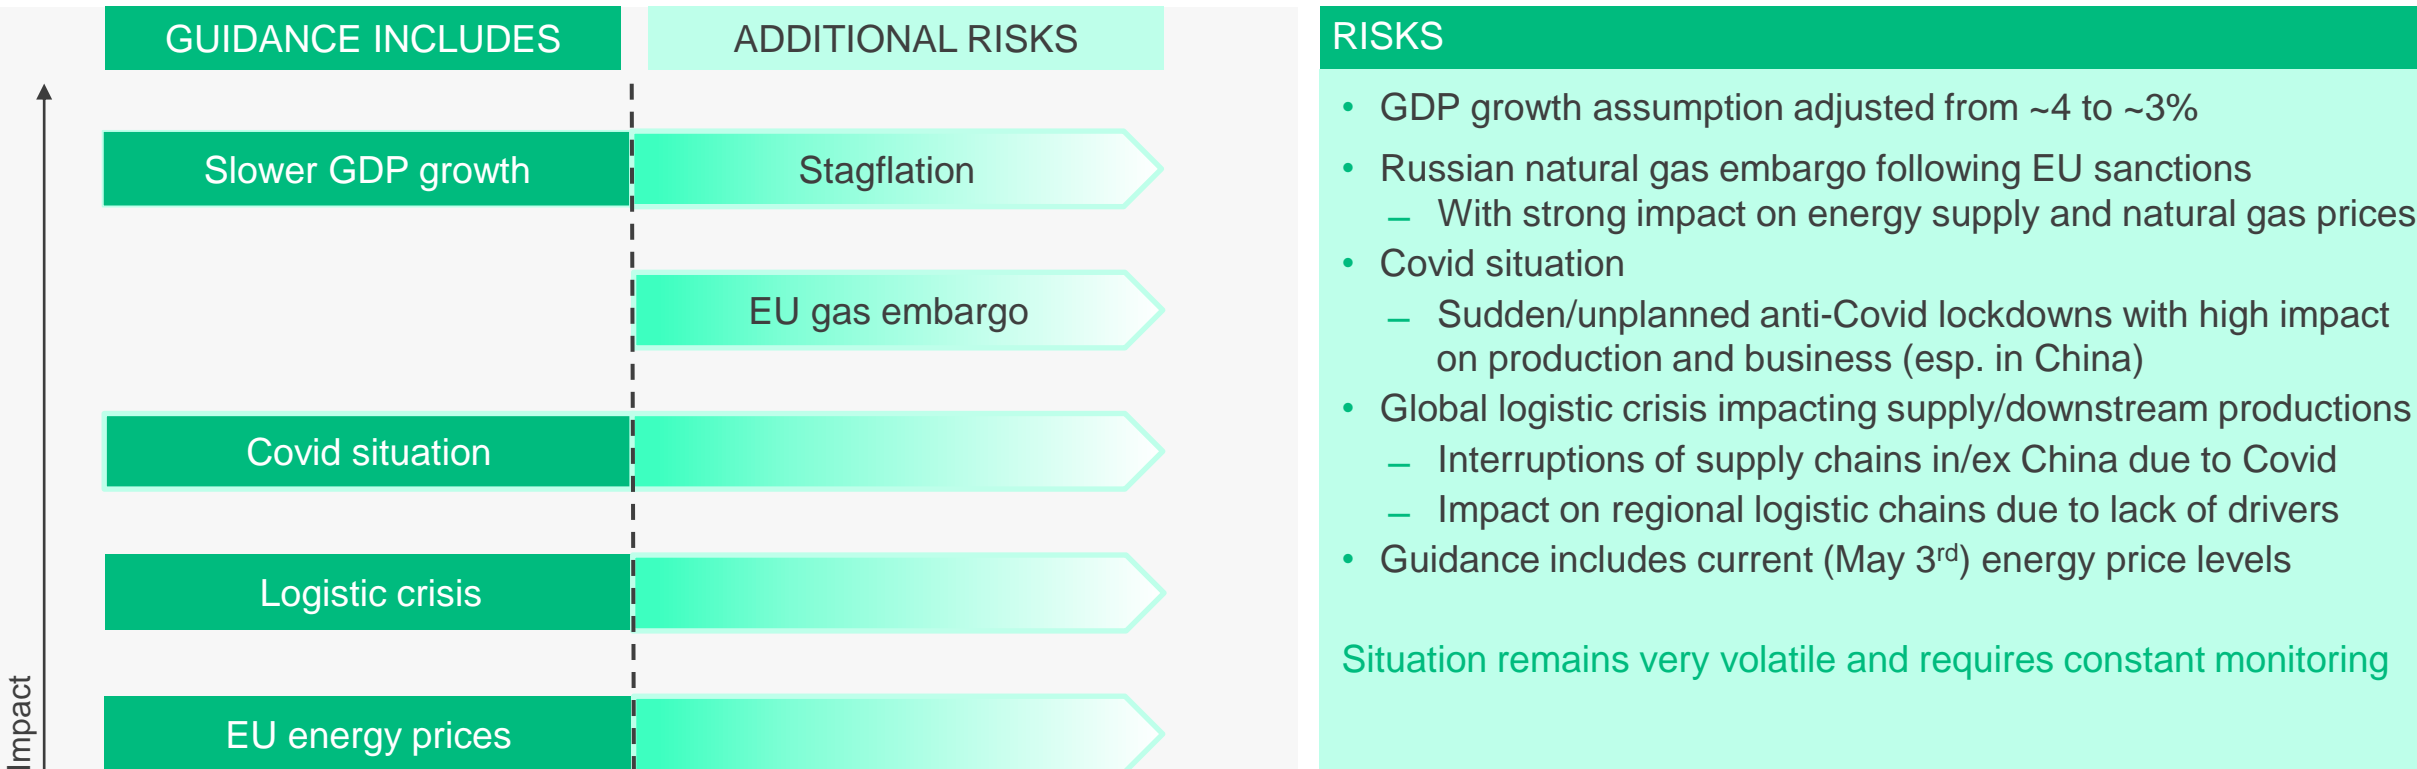 GUIDANCE INCLUDES
ADDITIONAL RISKS
Slower GDP growth
Stagflation
EU gas embargo
Covid situation
Logistic crisis
EU energy prices
Impact
RISKS
• GDP growth assumption adjusted from ~4 to ~3%
• Russian natural gas embargo following EU sanctions
– With strong impact on energy supply and natural gas prices
• Covid situation
– Sudden/unplanned anti-Covid lockdowns with high impact
on production and business (esp. in China)
• Global logistic crisis impacting supply/downstream productions
– Interruptions of supply chains in/ex China due to Covid
– Impact on regional logistic chains due to lack of drivers
• Guidance includes current (May 3rd) energy price levels
Situation remains very volatile and requires constant monitoring